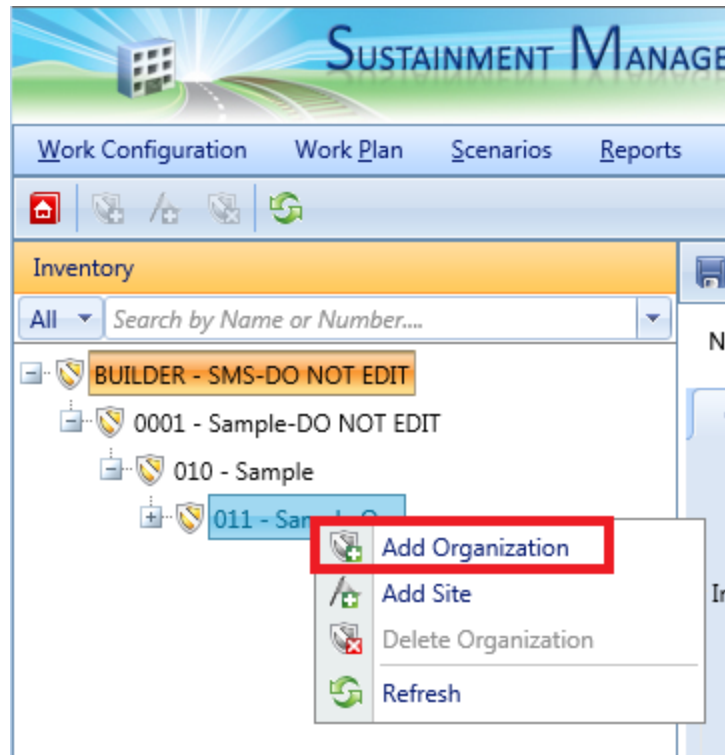 SUSTAINMENT MANAGE
Work Configuration Work Plan Scenarios Reports
Inventory
All Search by Name or Number....
N
BUILDER - SMS-DO NOT EDIT
0001 - Sample-DO NOT EDIT
010 - Sample
011 -
Add Organization
Add Site
In
Delete Organization
Refresh